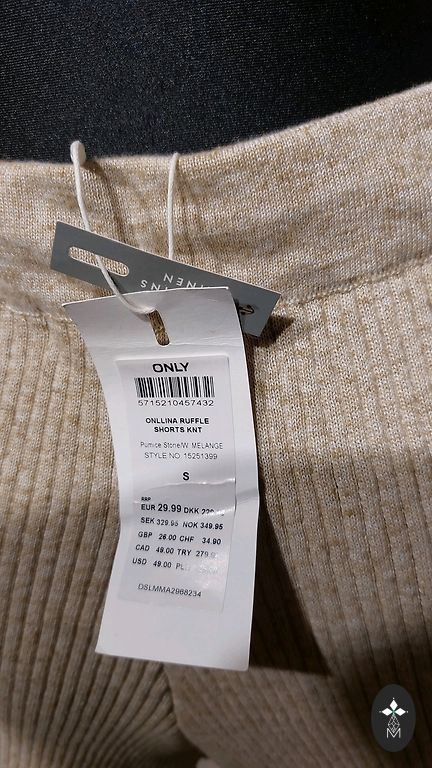 INEN
ONLY
5715210457432
ONLLINA RUFFLE
SHORTS KNT
Pumice Stone/W. MELANGE
STYLE NO 15251399
S
RRP
EUR 29.99 DKK
SEK 329.95 NOK 349.95
GBP 26.00 CHF 34.90
CAD 49.00 TRY
USD 49.00
DSLMMA2968234
M